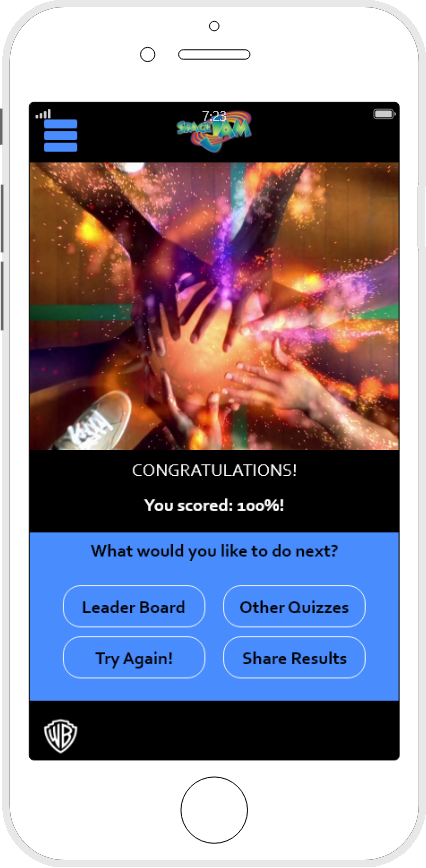 7:23
SPACE JAM
CONGRATULATIONS!
You scored: 100%!
What would you like to do next?
Leader Board
Other Quizzes
Try Again!
Share Results
WB